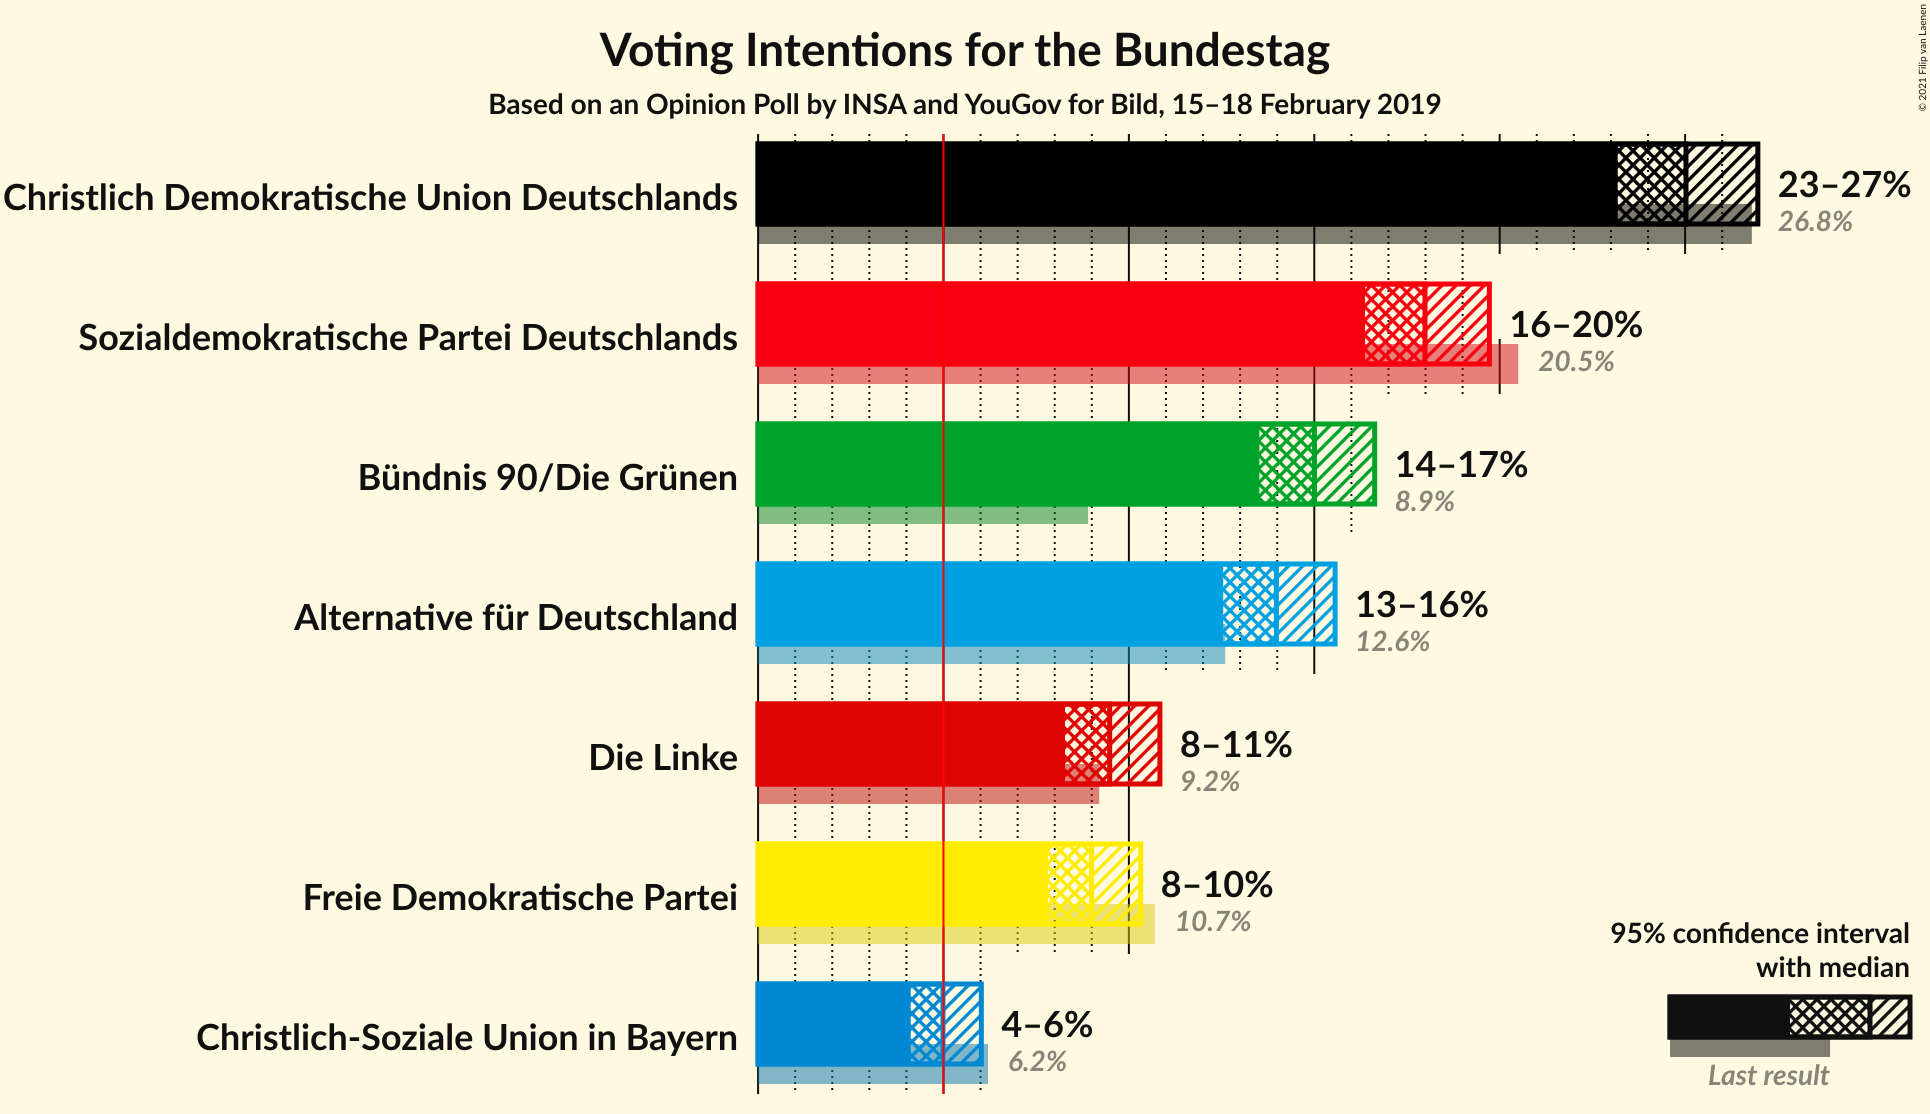 Voting Intentions for the Bundestag
Based on an Opinion Poll by INSA and YouGov for Bild, 15–18 February 2019
© 2021 Filip van Laenen
Christlich Demokratische Union Deutschlands
23–27%
26.8%
Sozialdemokratische Partei Deutschlands
16–20%
20.5%
Bündnis 90/Die Grünen
14–17%
8.9%
Alternative für Deutschland
13–16%
12.6%
Die Linke
8–11%
9.2%
Freie Demokratische Partei
8–10%
10.7%
Christlich-Soziale Union in Bayern
4–6%
6.2%
95% confidence interval
with median
Last result